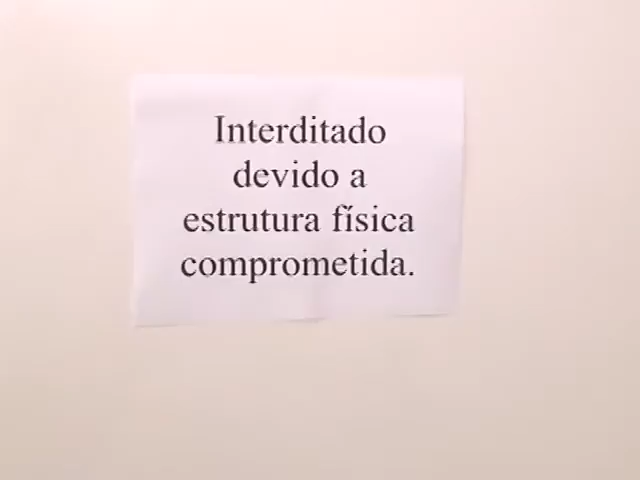 Interditado
devido a
estrutura física
comprometida.